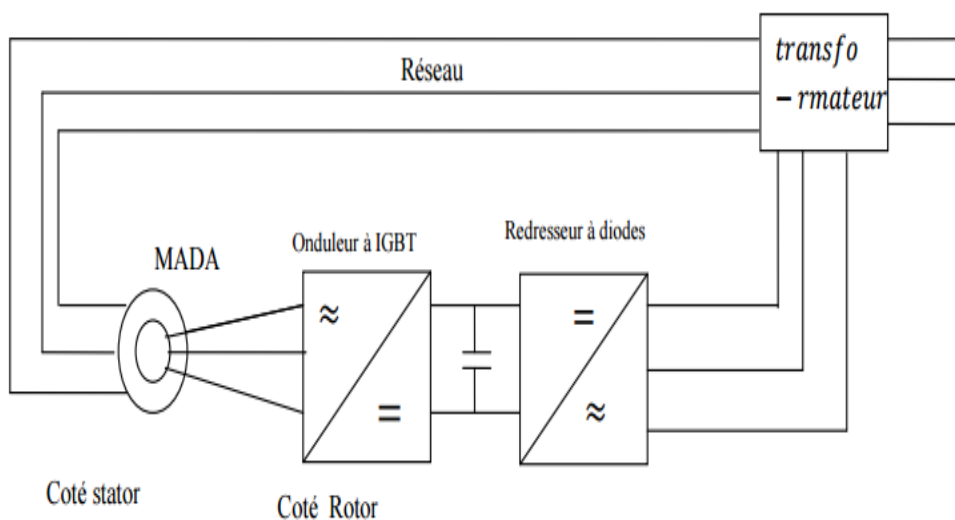 transfo
Réseau
- rmateur
Onduleur à IGBT
Redresseur à diodes
MADA
≈
=
=
≈
Coté stator
Coté Rotor